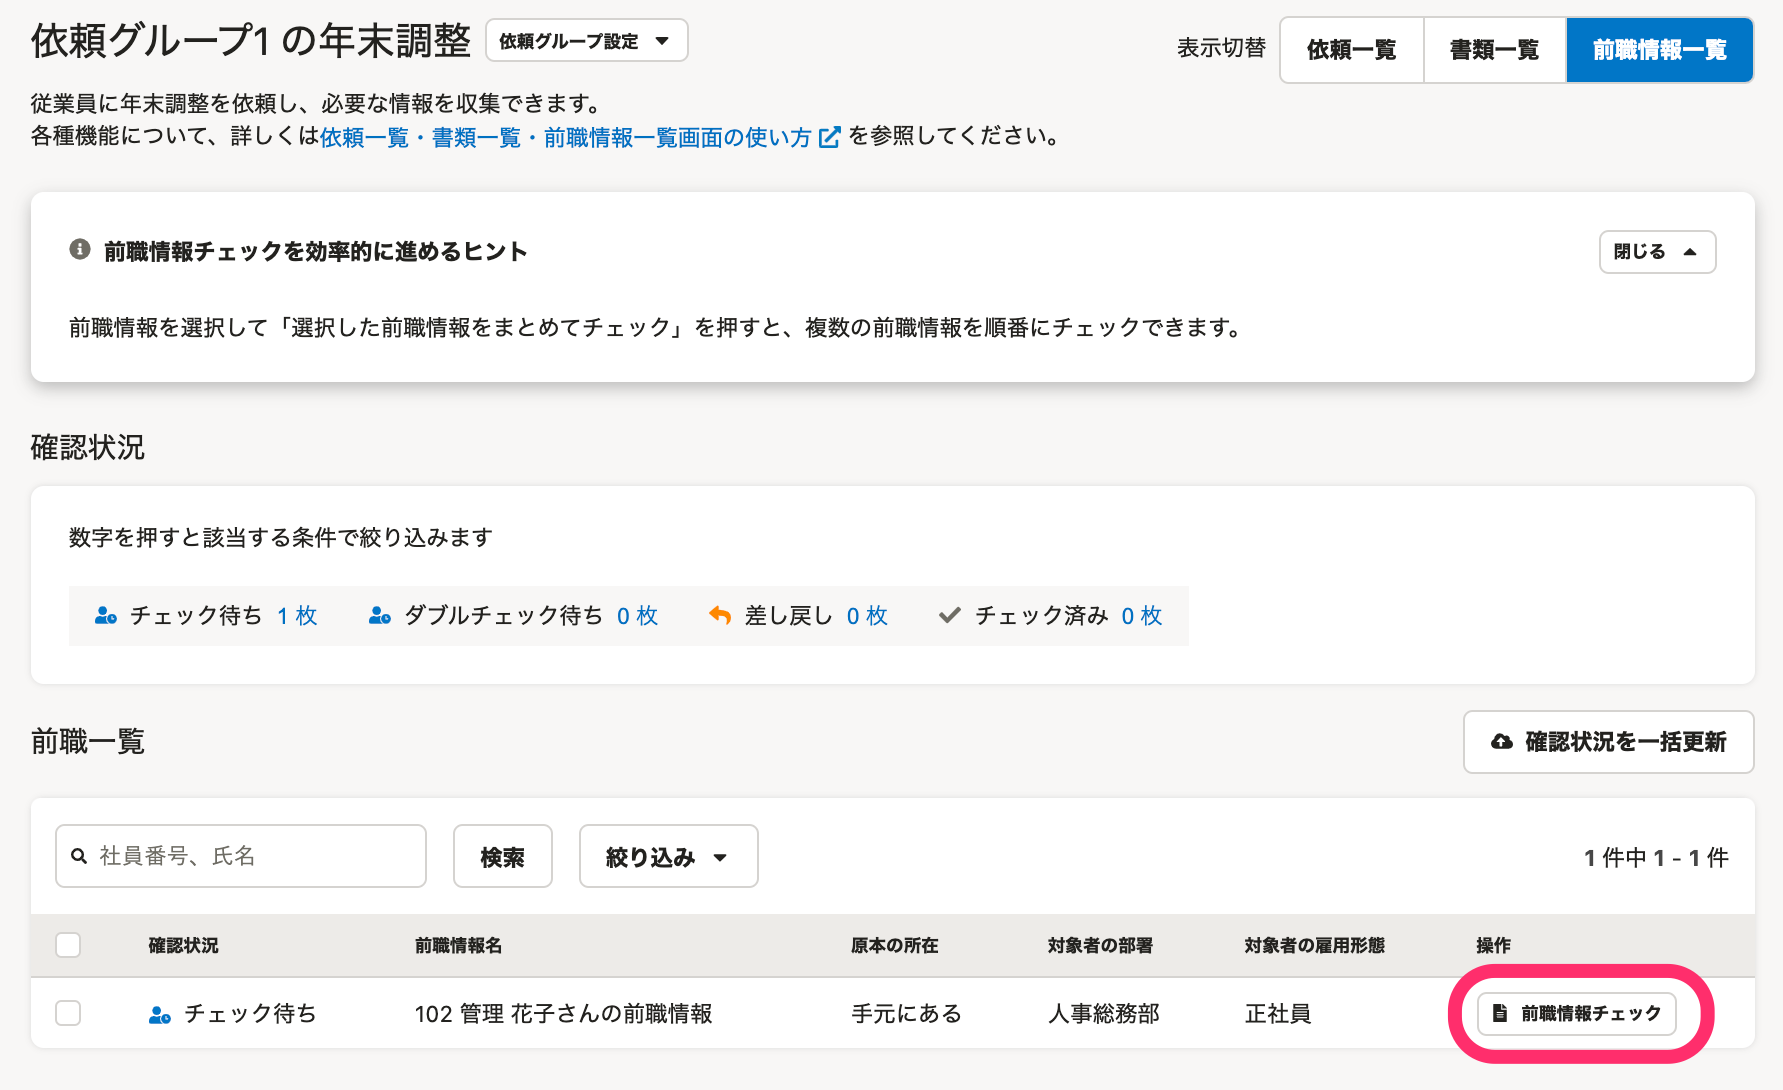 依頼グループ1 の年末調整
依頼グループ設定
表示切替
依頼一覧
書類一覧
前職情報一覧
従業員に年末調整を依頼し、必要な情報を収集できます。
各種機能について、詳しくは依頼一覧・書類一覧・前職情報一覧画面の使い方 を参照してください。
前職情報チェックを効率的に進めるヒント
閉じる
前職情報を選択して「選択した前職情報をまとめてチェック」を押すと、複数の前職情報を順番にチェックできます。
確認状況
数字を押すと該当する条件で絞り込みます
チェック待ち 1 枚
ダブルチェック待ち 0 枚
差し戻し 0 枚
チェック済み 0 枚
前職一覧
確認状況を一括更新
社員番号、氏名
検索
絞り込み
1 件中 1 - 1 件
確認状況 前職情報名 原本の所在 対象者の部署 対象者の雇用形態 操作
チェック待ち 102 管理 花子さんの前職情報 手元にある 人事総務部 正社員 前職情報チェック